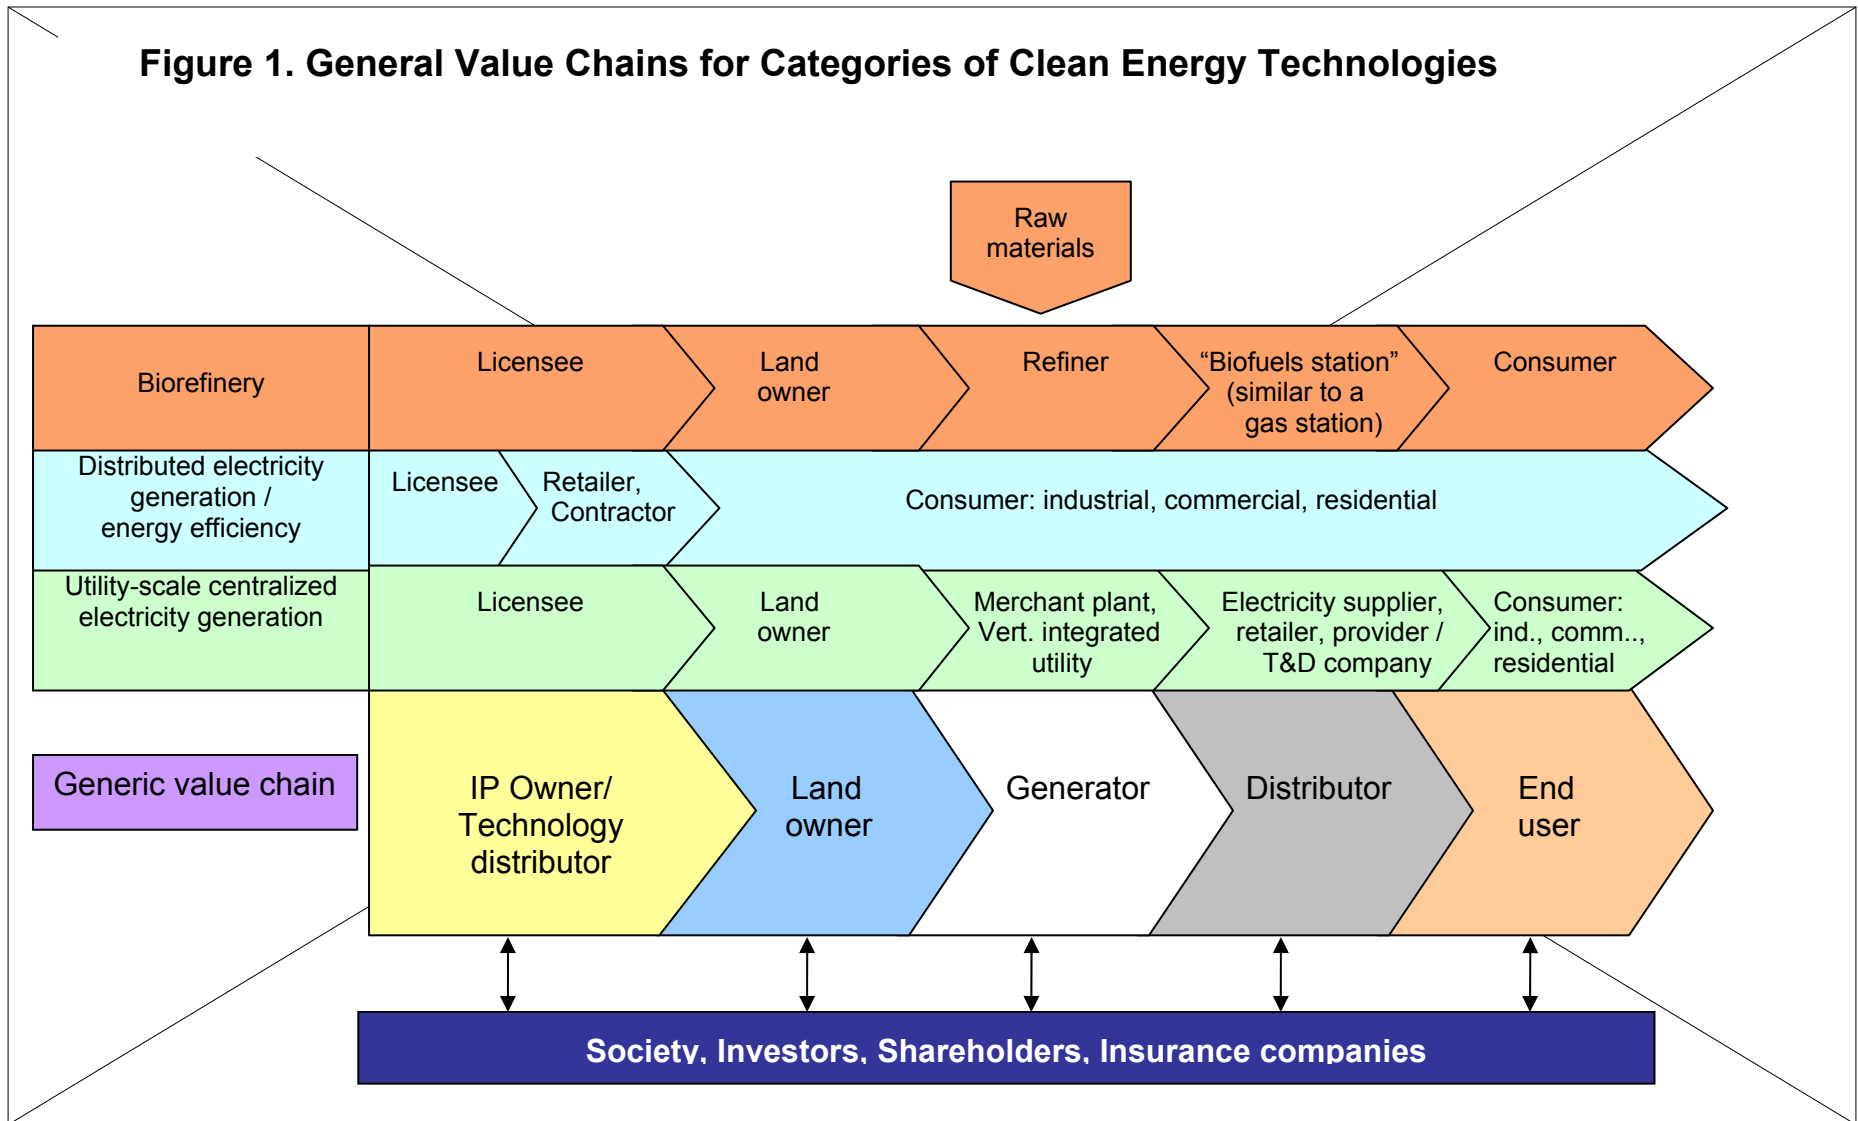 Figure 1. General Value Chains for Categories of Clean Energy Technologies
Raw
materials
Biorefinery
Licensee
Land
owner
Refiner
“Biofuels station”
(similar to a
gas station)
Consumer
Distributed electricity
generation /
energy efficiency
Licensee
Retailer,
Contractor
Consumer: industrial, commercial, residential
Utility-scale centralized
electricity generation
Licensee
Land
owner
Merchant plant,
Vert. integrated
utility
Electricity supplier,
retailer, provider /
T&D company
Consumer:
ind., comm..,
residential
Generic value chain
IP Owner/
Technology
distributor
Land
owner
Generator
Distributor
End
user
Society, Investors, Shareholders, Insurance companies